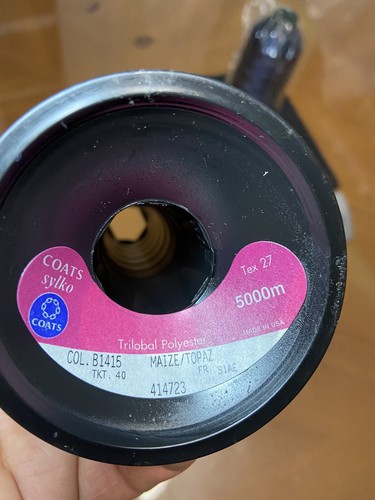 COATS
sylko
COATS
Tex 27
5000m
MADE IN USA
Trilobal Polyester
COL. B1415 MAIZE/TOPAZ
TKT. 40 FR 51A2
414723